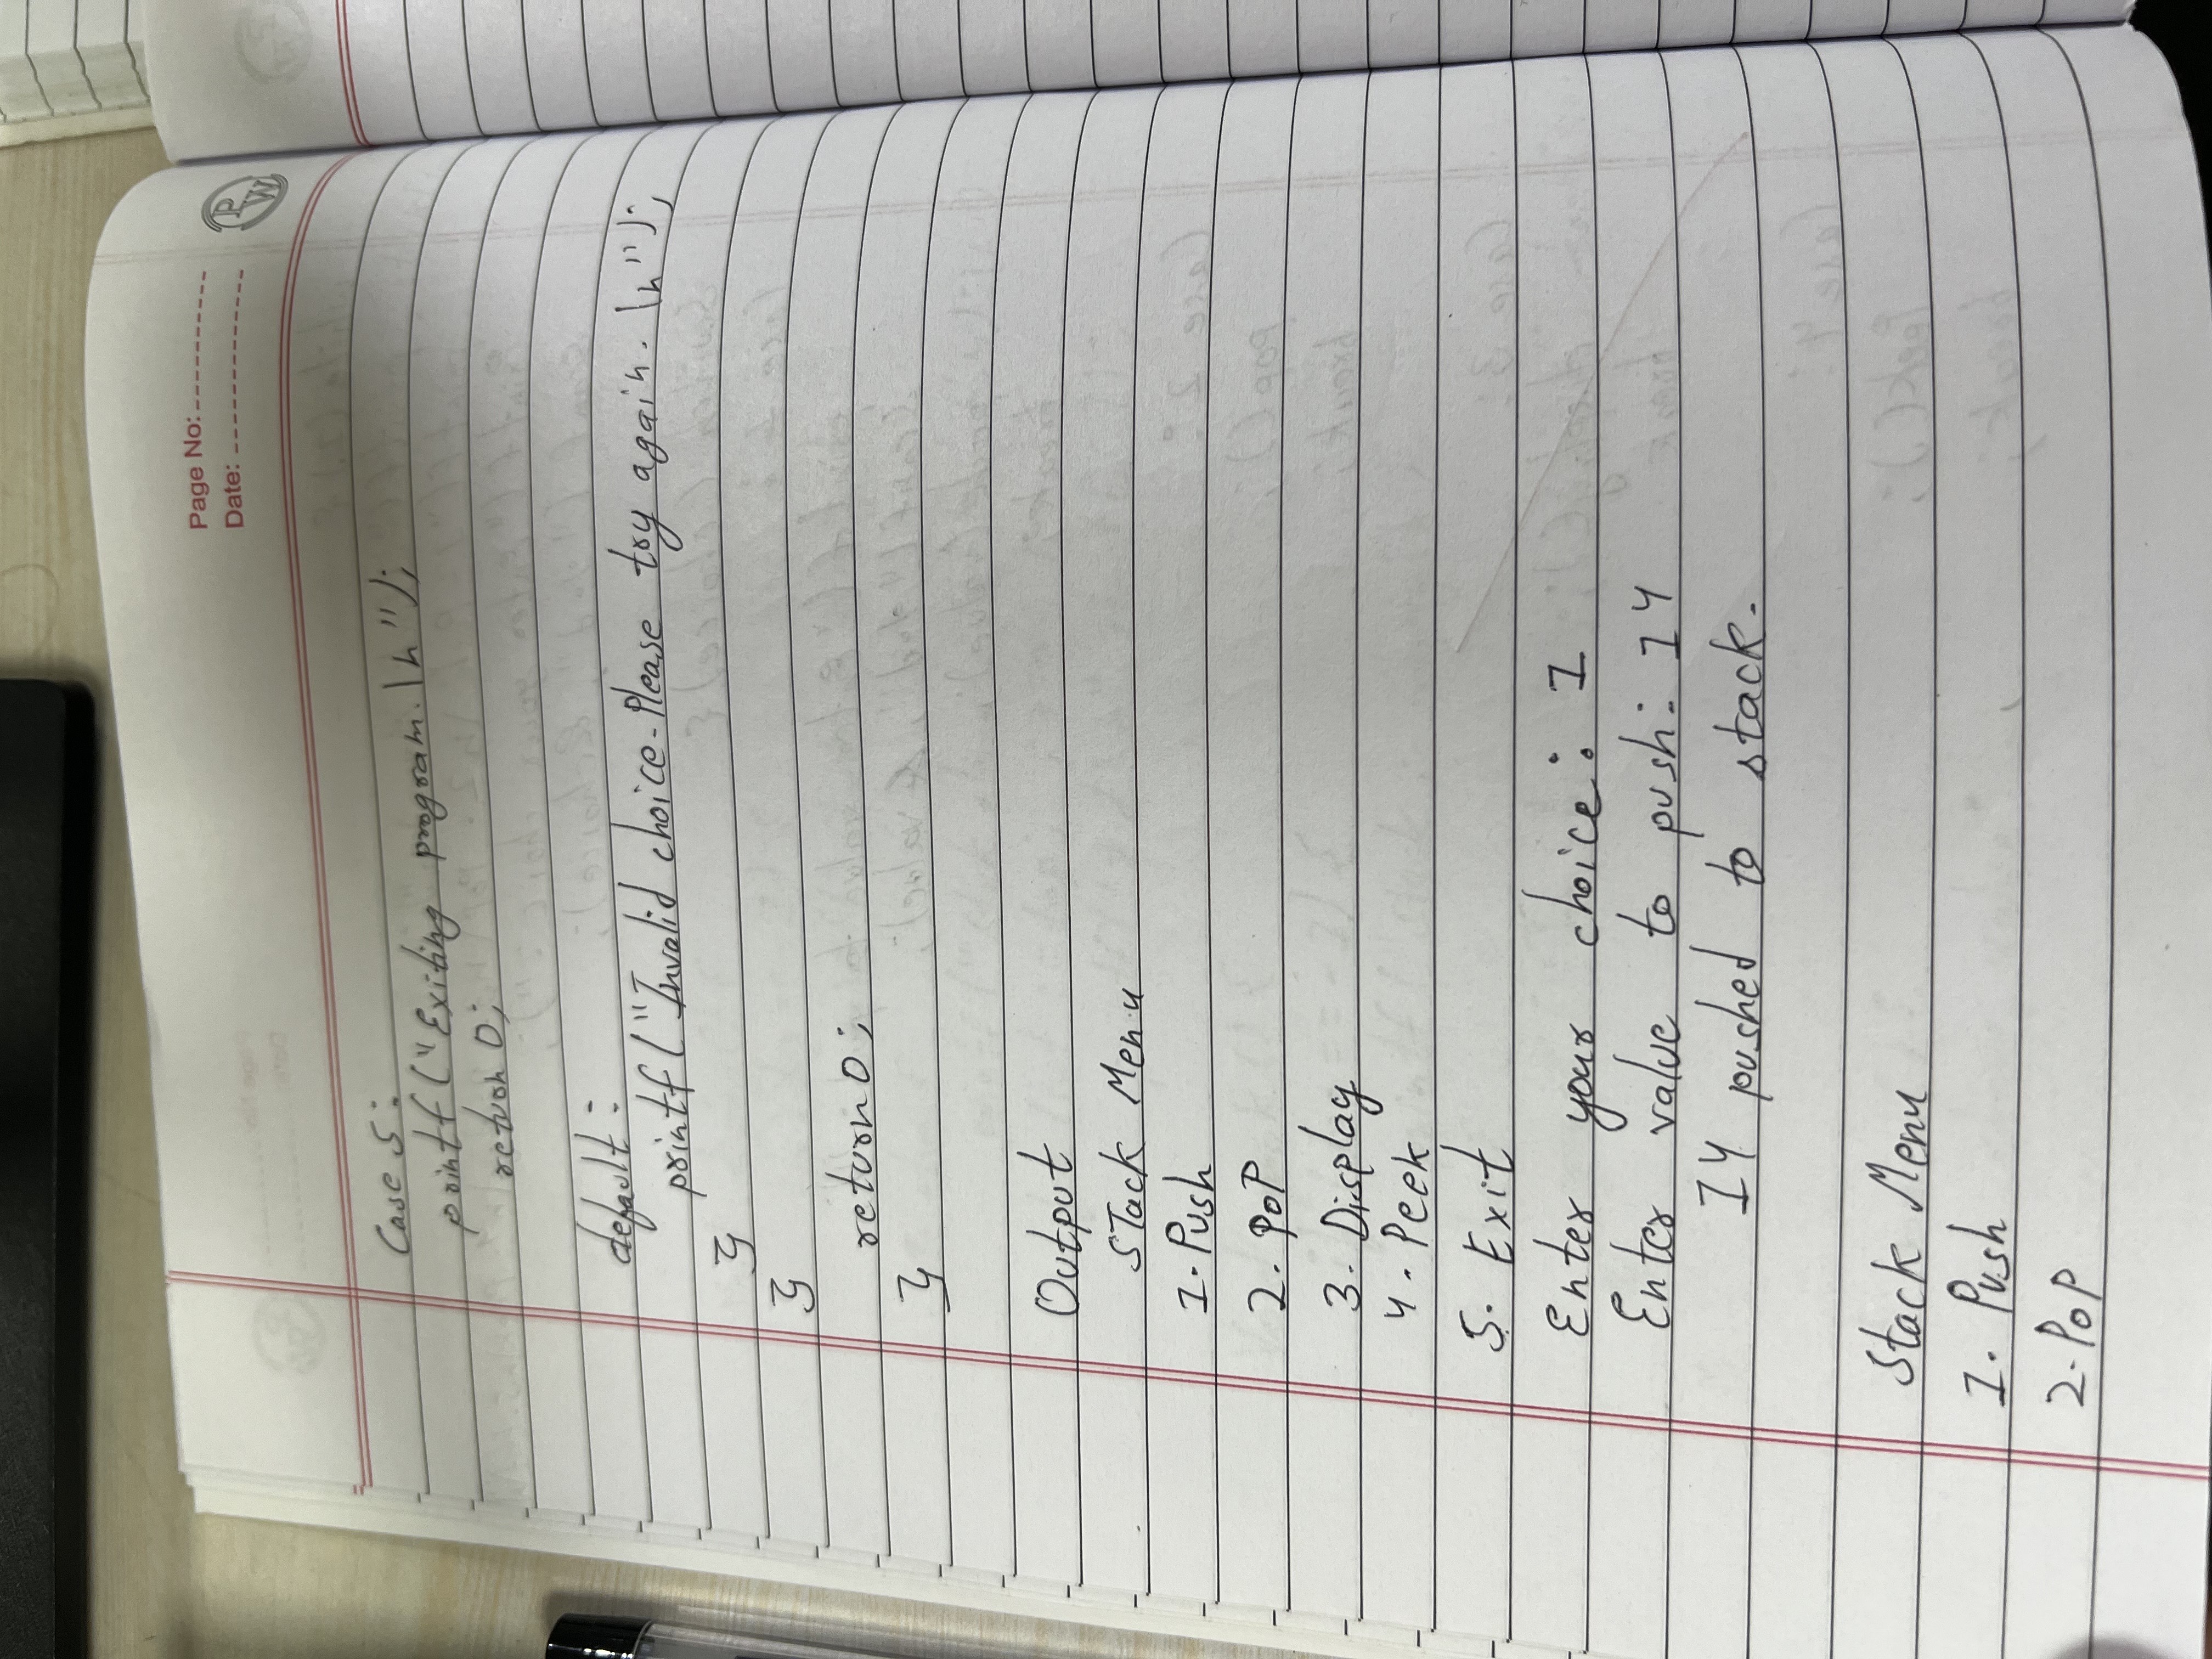 Page No:
Date:
PW
Case 5:
printf("Exiting program.\n");
return 0;
default:
printf("Invalid choice-Please try again.\n");
}
}
return 0;
}
Output
STack Menu
1. Push
2. PoP
3. Display
4. Peek
5. Exit
Enter your choice: 1
Enter value to push: 14
14 pushed to stack.
Stack Menu
1. Push
2. PoP